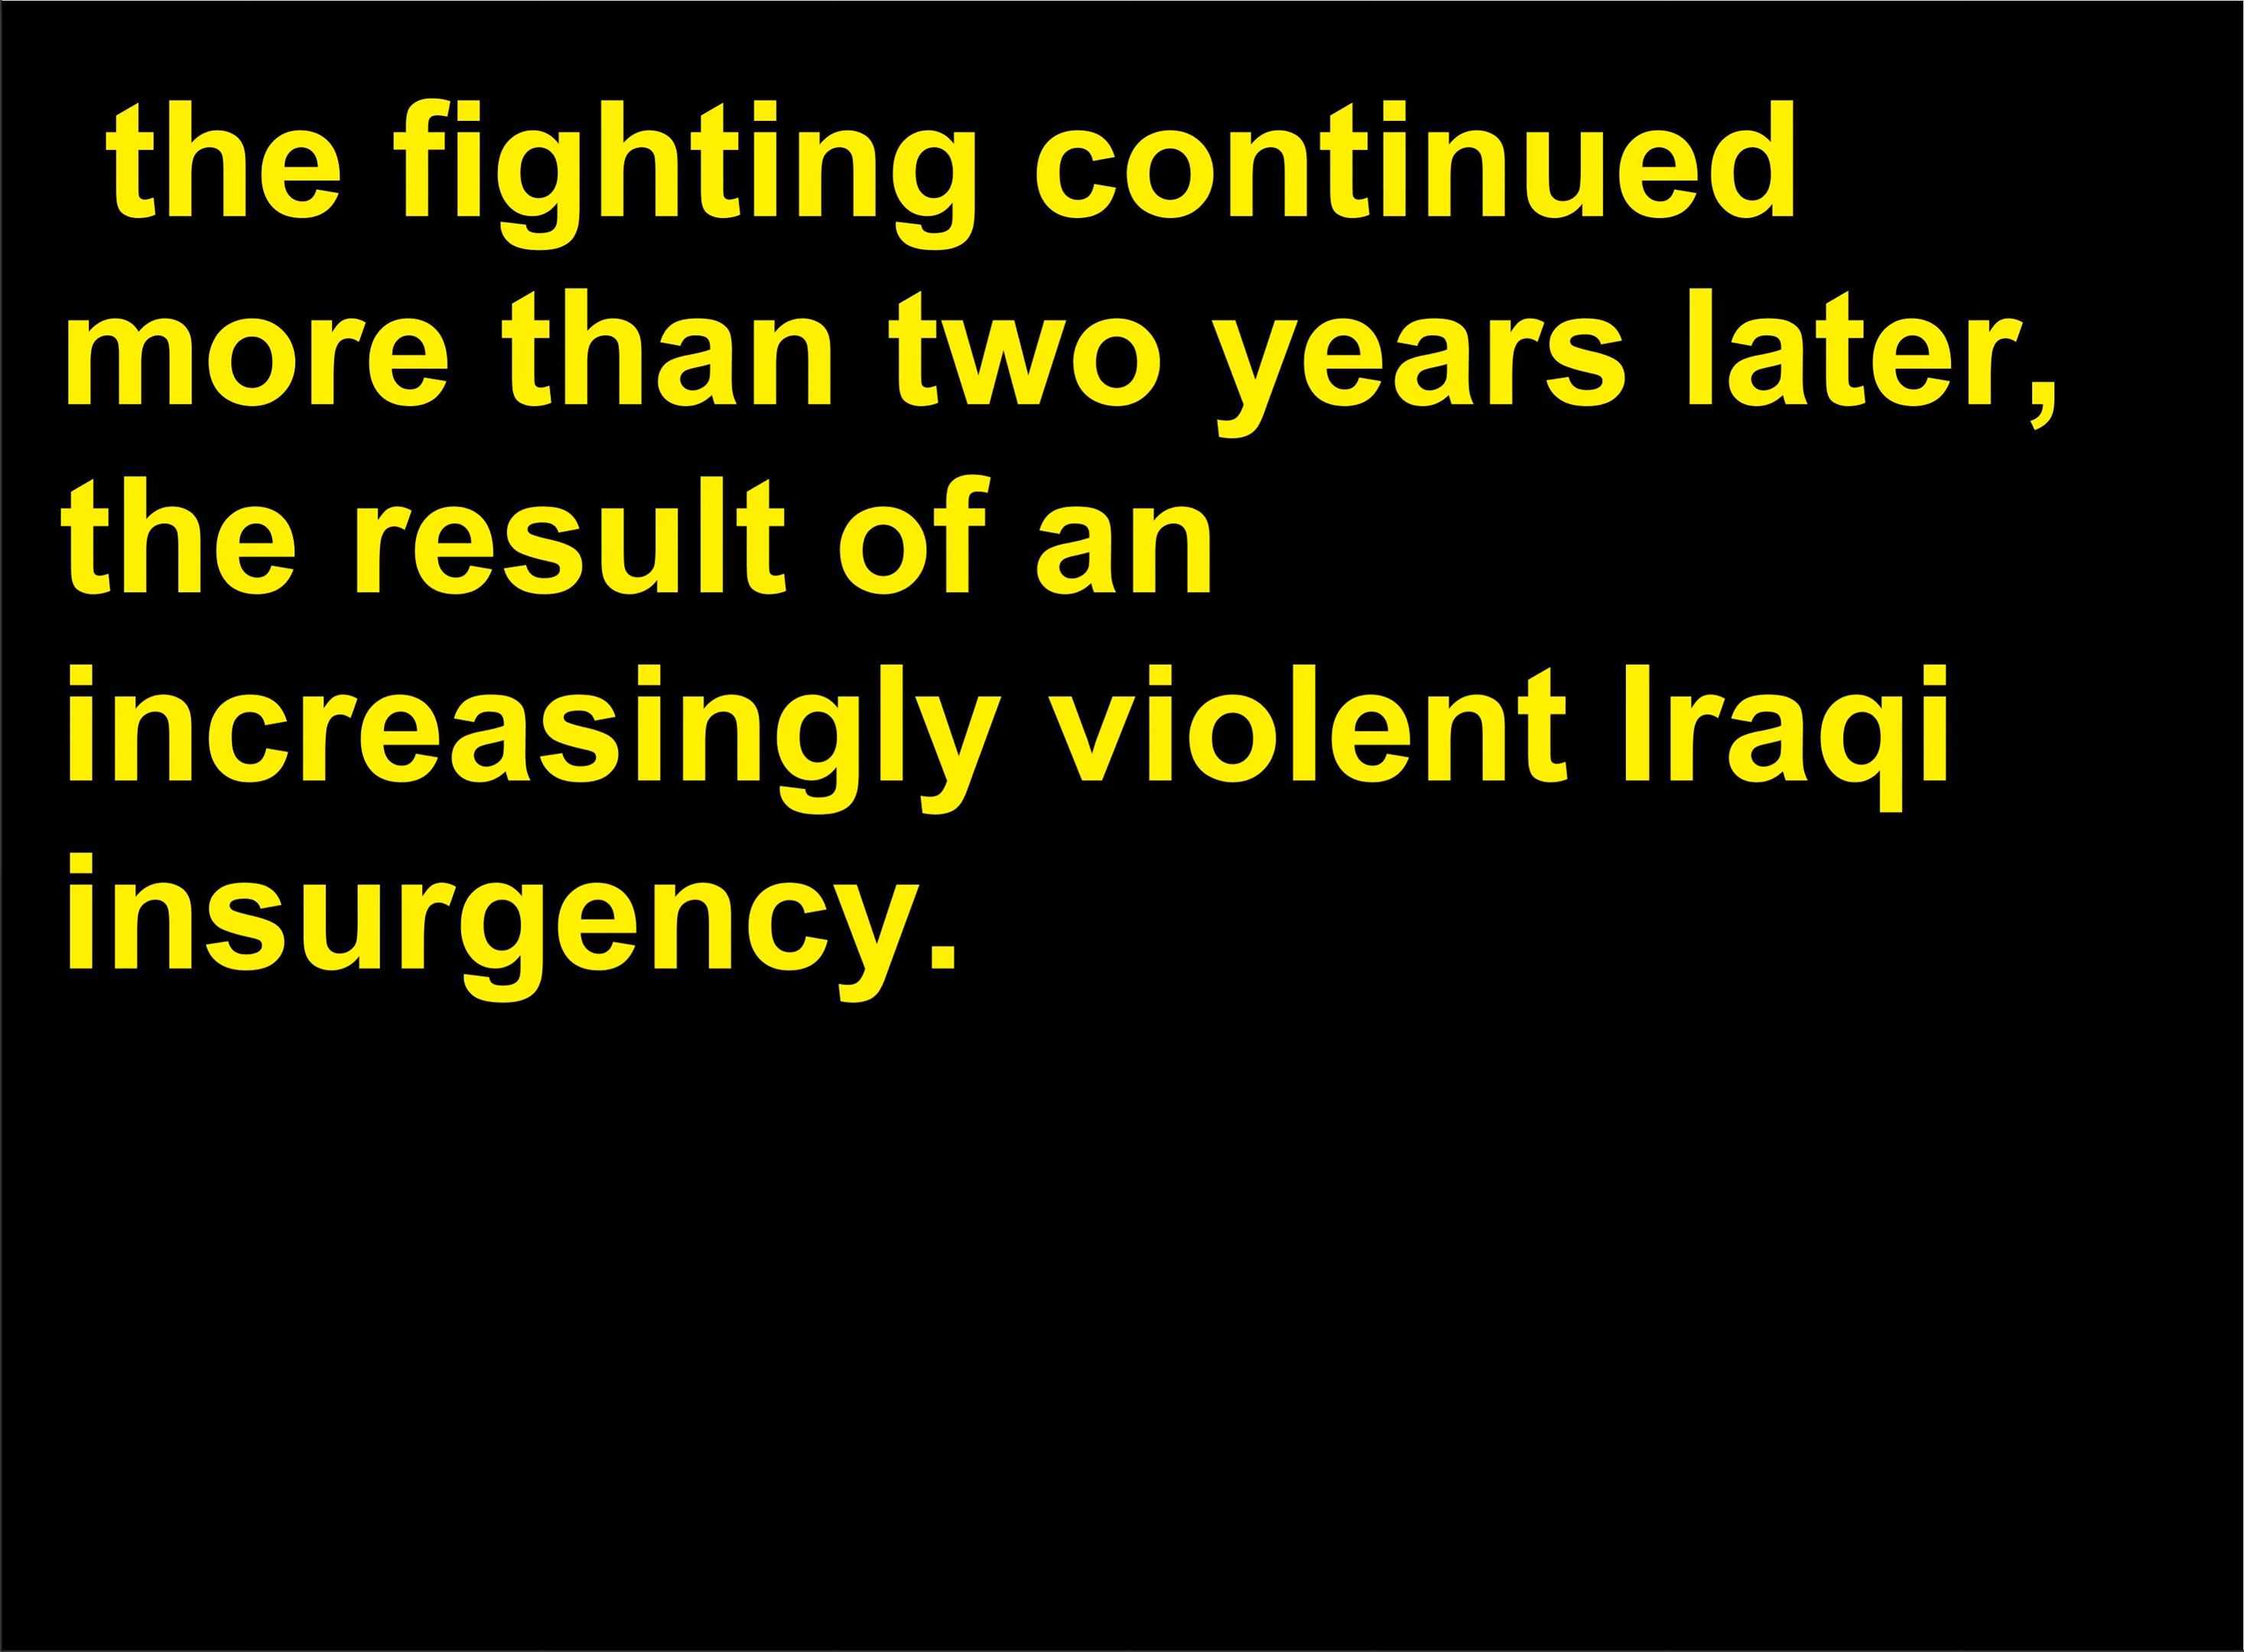 the fighting continued
more than two years later,
the result of an
increasingly violent Iraqi
insurgency.